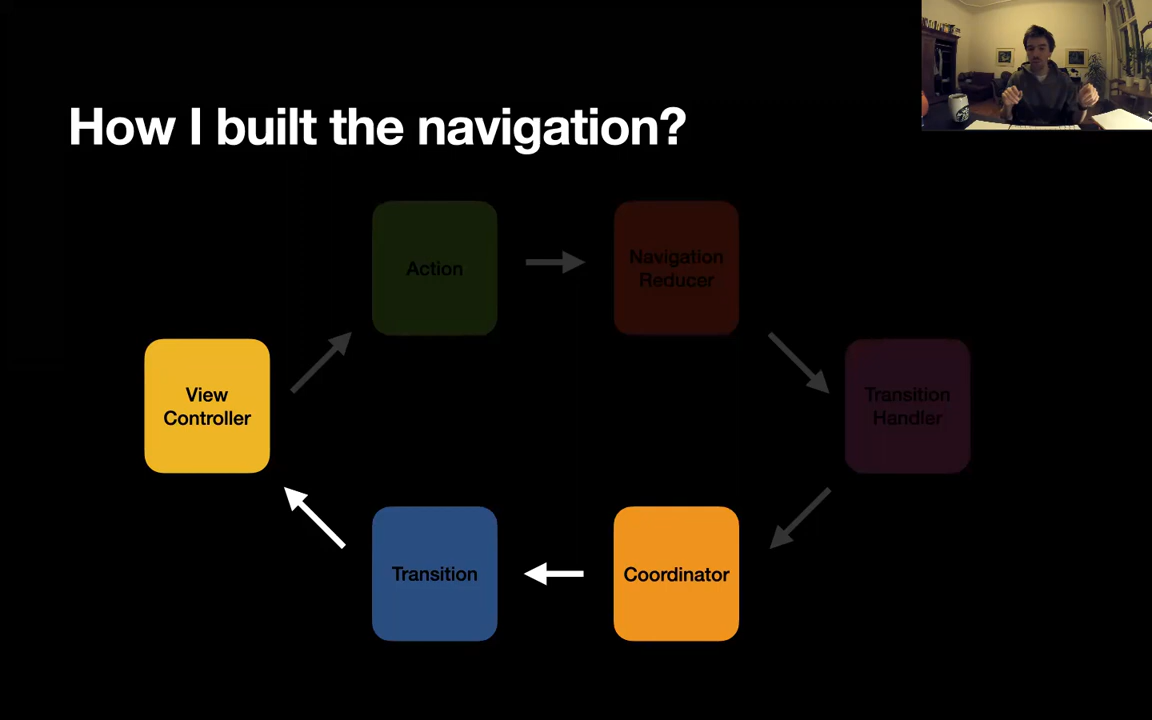 How I built the navigation?
Action
Navigation
Reducer
View
Controller
Transition
Handler
Transition
Coordinator